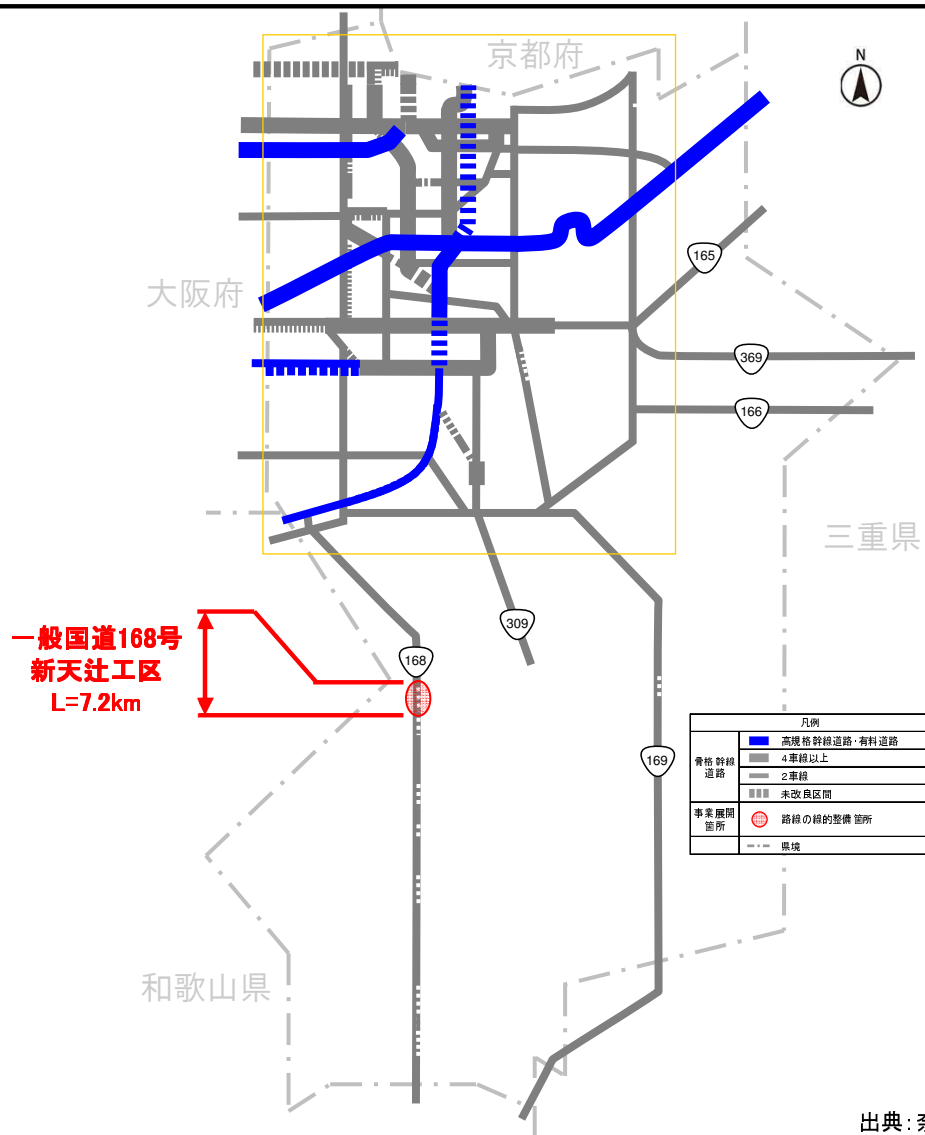 京都府
N
165
大阪府
369
166
三重県
309
一般国道168号
新天辻工区
L=7.2km
168
169
凡例
骨格幹線
道路
高規格幹線道路・有料道路
4車線以上
2車線
未改良区間
事業展開
箇所
路線の線的整備箇所
県境
和歌山県
出典: